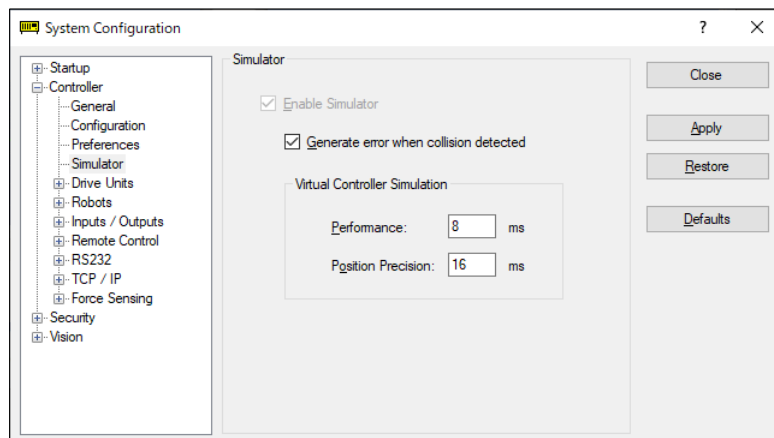 System Configuration
?
Startup
Controller
General
Configuration
Preferences
Simulator
Drive Units
Robots
Inputs / Outputs
Remote Control
RS232
TCP / IP
Force Sensing
Security
Vision
Simulator
Enable Simulator
Generate error when collision detected
Virtual Controller Simulation
Performance: 8 ms
Position Precision: 16 ms
Close
Apply
Restore
Defaults